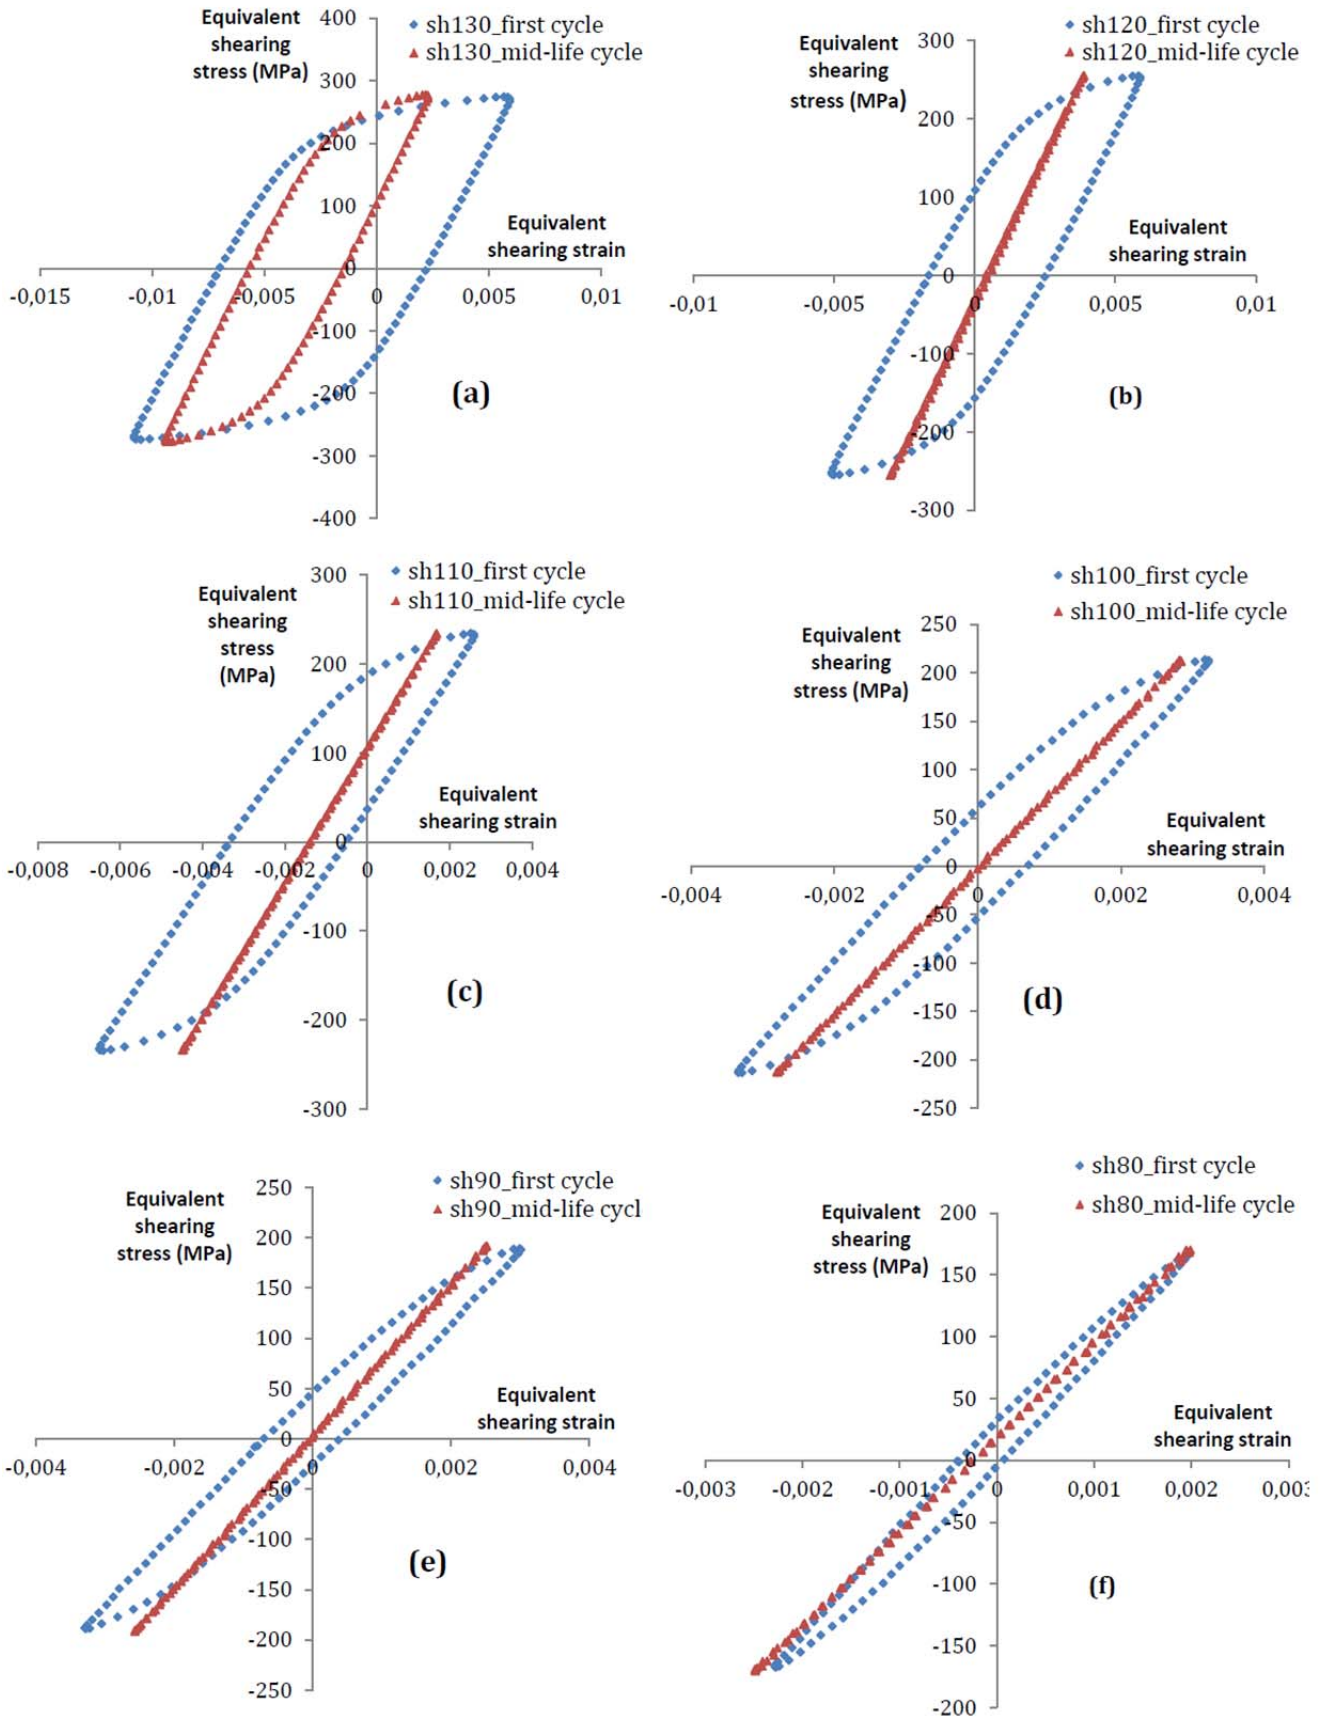 Equivalent
shearing
stress (MPa)
400
300
200
100
0
-100
-200
-300
-400
sh130_first cycle
sh130_mid-life cycle
Equivalent
shearing strain
-0,015
-0,01
-0,005
0
0,005
0,01
(a)
Equivalent
shearing
stress (MPa)
300
200
100
0
-100
-200
-300
sh120_first cycle
sh120_mid-life cycle
Equivalent
shearing strain
-0,01
-0,005
0
0,005
0,01
(b)
Equivalent
shearing
stress
(MPa)
300
200
100
0
-100
-200
-300
sh110_first cycle
sh110_mid-life cycle
Equivalent
shearing strain
-0,008
-0,006
-0,004
-0,002
0
0,002
0,004
(c)
sh100_first cycle
sh100_mid-life cycle
Equivalent
shearing
stress (MPa)
250
200
150
100
50
0
-50
-100
-150
-200
-250
Equivalent
shearing strain
-0,004
-0,002
0
0,002
0,004
(d)
Equivalent
shearing
stress (MPa)
250
200
150
100
50
0
-50
-100
-150
-200
-250
sh90_first cycle
sh90_mid-life cycl
Equivalent
shearing strain
-0,004
-0,002
0
0,002
0,004
(e)
sh80_first cycle
sh80_mid-life cycle
Equivalent
shearing
stress (MPa)
200
150
100
50
0
-50
-100
-150
-200
Equivalent
shearing strain
-0,003
-0,002
-0,001
0
0,001
0,002
0,003
(f)